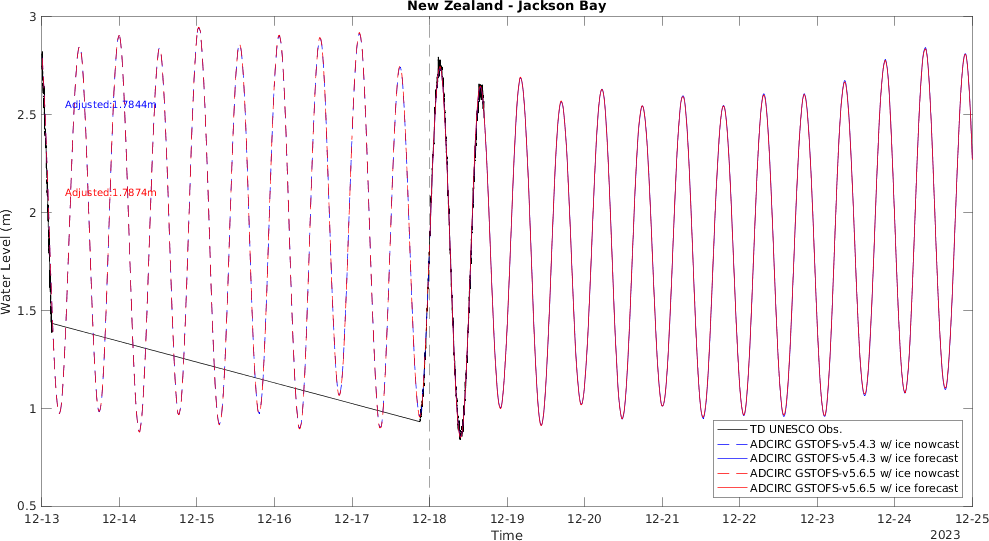 New Zealand - Jackson Bay
3
2.5
2
1.5
1
0.5
Water Level (m)
Adjusted:1.7844m
Adjusted:1.7874m
TD UNESCO Obs.
ADCIRC GSTOFS-v5.4.3 w/ ice nowcast
ADCIRC GSTOFS-v5.4.3 w/ ice forecast
ADCIRC GSTOFS-v5.6.5 w/ ice nowcast
ADCIRC GSTOFS-v5.6.5 w/ ice forecast
12-13 12-14 12-15 12-16 12-17 12-18 12-19 12-20 12-21 12-22 12-23 12-24 12-25
Time
2023